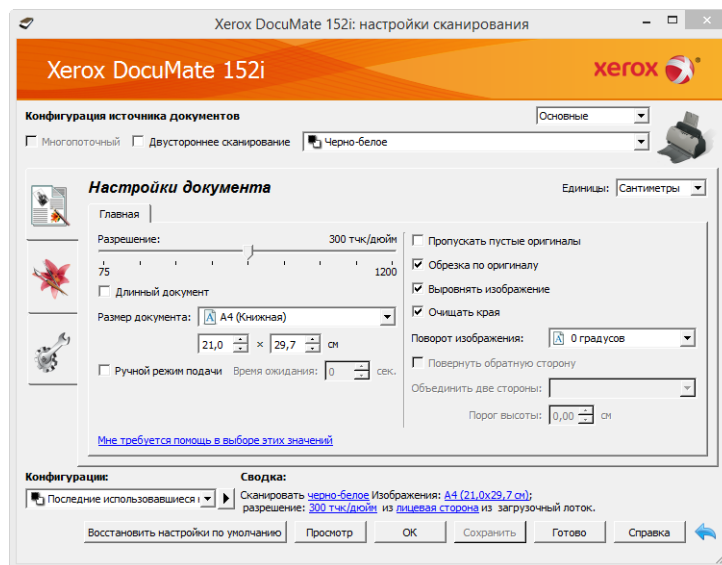 Xerox DocuMate 152i: настройки сканирования
Xerox DocuMate 152i
xerox
Конфигурация источника документов
Основные
Многопоточный
Двустороннее сканирование
Черно-белое
Настройки документа
Единицы: Сантиметры
Главная
Разрешение: 300 тчк/дюйм
75 1200
Длинный документ
Размер документа: A4 (Книжная)
21,0 × 29,7 см
Ручной режим подачи Время ожидания: 0 сек.
Мне требуется помощь в выборе этих значений
Пропускать пустые оригиналы
Обрезка по оригиналу
Выровнять изображение
Очищать края
Поворот изображения: 0 градусов
Повернуть обратную сторону
Объединить две стороны:
Порог высоты: 0,00 см
Конфигурации:
Последние использовавшиеся
Сводка:
Сканировать черно-белое Изображения: A4 (21,0x29,7 см);
разрешение: 300 тчк/дюйм из лицевая сторона из загрузочный лоток.
Восстановить настройки по умолчанию Просмотр ОК Сохранить Готово Справка